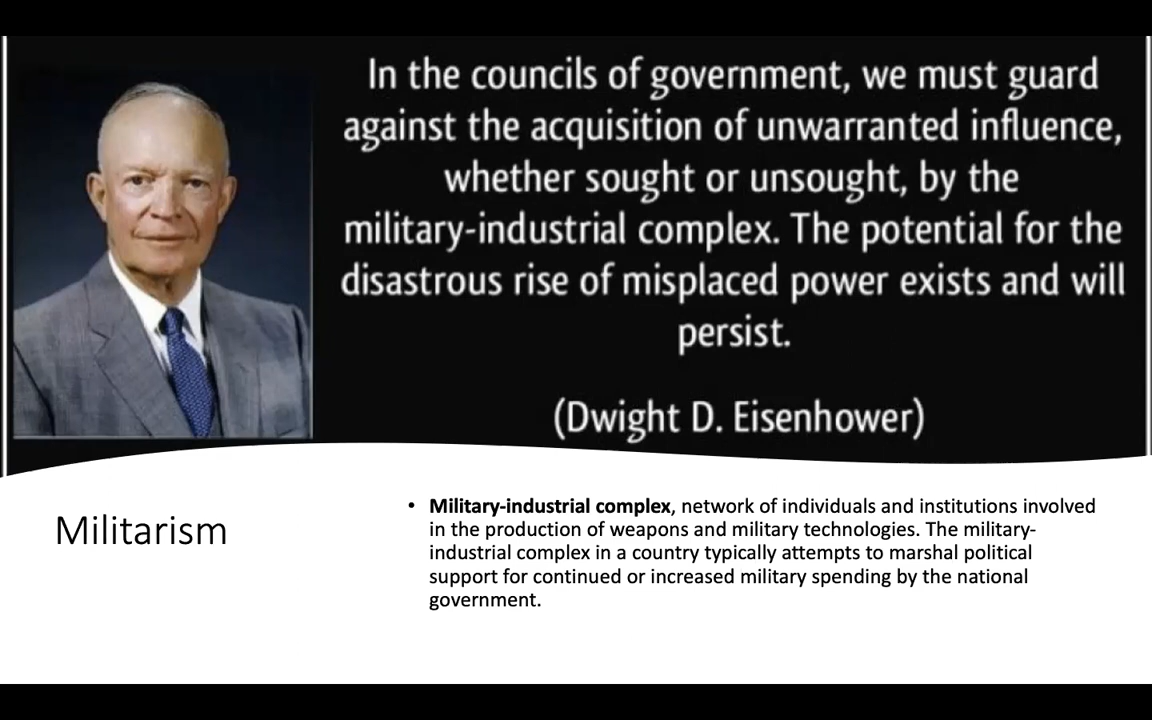 In the councils of government, we must guard
against the acquisition of unwarranted influence,
whether sought or unsought, by the
military-industrial complex. The potential for the
disastrous rise of misplaced power exists and will
persist.
(Dwight D. Eisenhower)
Militarism
• Military-industrial complex, network of individuals and institutions involved
in the production of weapons and military technologies. The military-
industrial complex in a country typically attempts to marshal political
support for continued or increased military spending by the national
government.